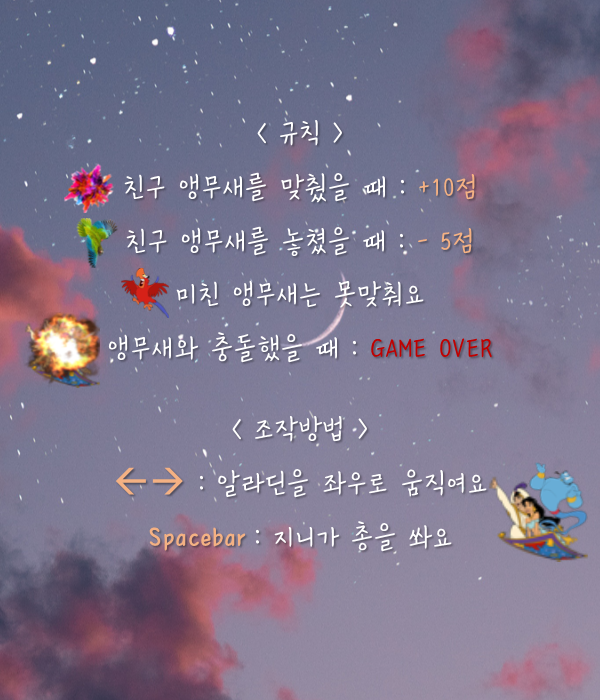 < 규칙 >
친구 앵무새를 맞췄을 때 : +10점
친구 앵무새를 놓쳤을 때 : - 5점
미친 앵무새는 못맞춰요
앵무새와 충돌했을 때 : GAME OVER
< 조작방법 >
←→ : 알라딘을 좌우로 움직여요
Spacebar : 지니가 총을 쏴요